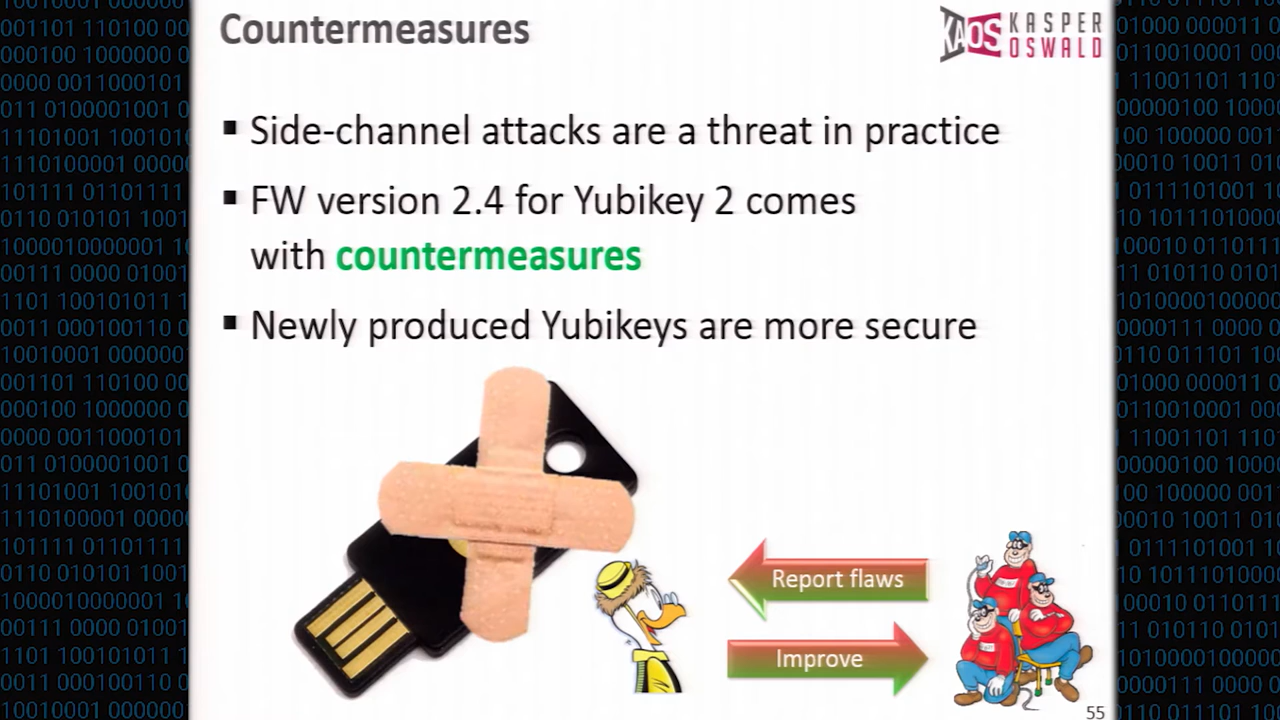 Countermeasures
KAOS KASPER
OSWALD
Side-channel attacks are a threat in practice
FW version 2.4 for Yubikey 2 comes
with countermeasures
Newly produced Yubikeys are more secure
Report flaws
Improve
55